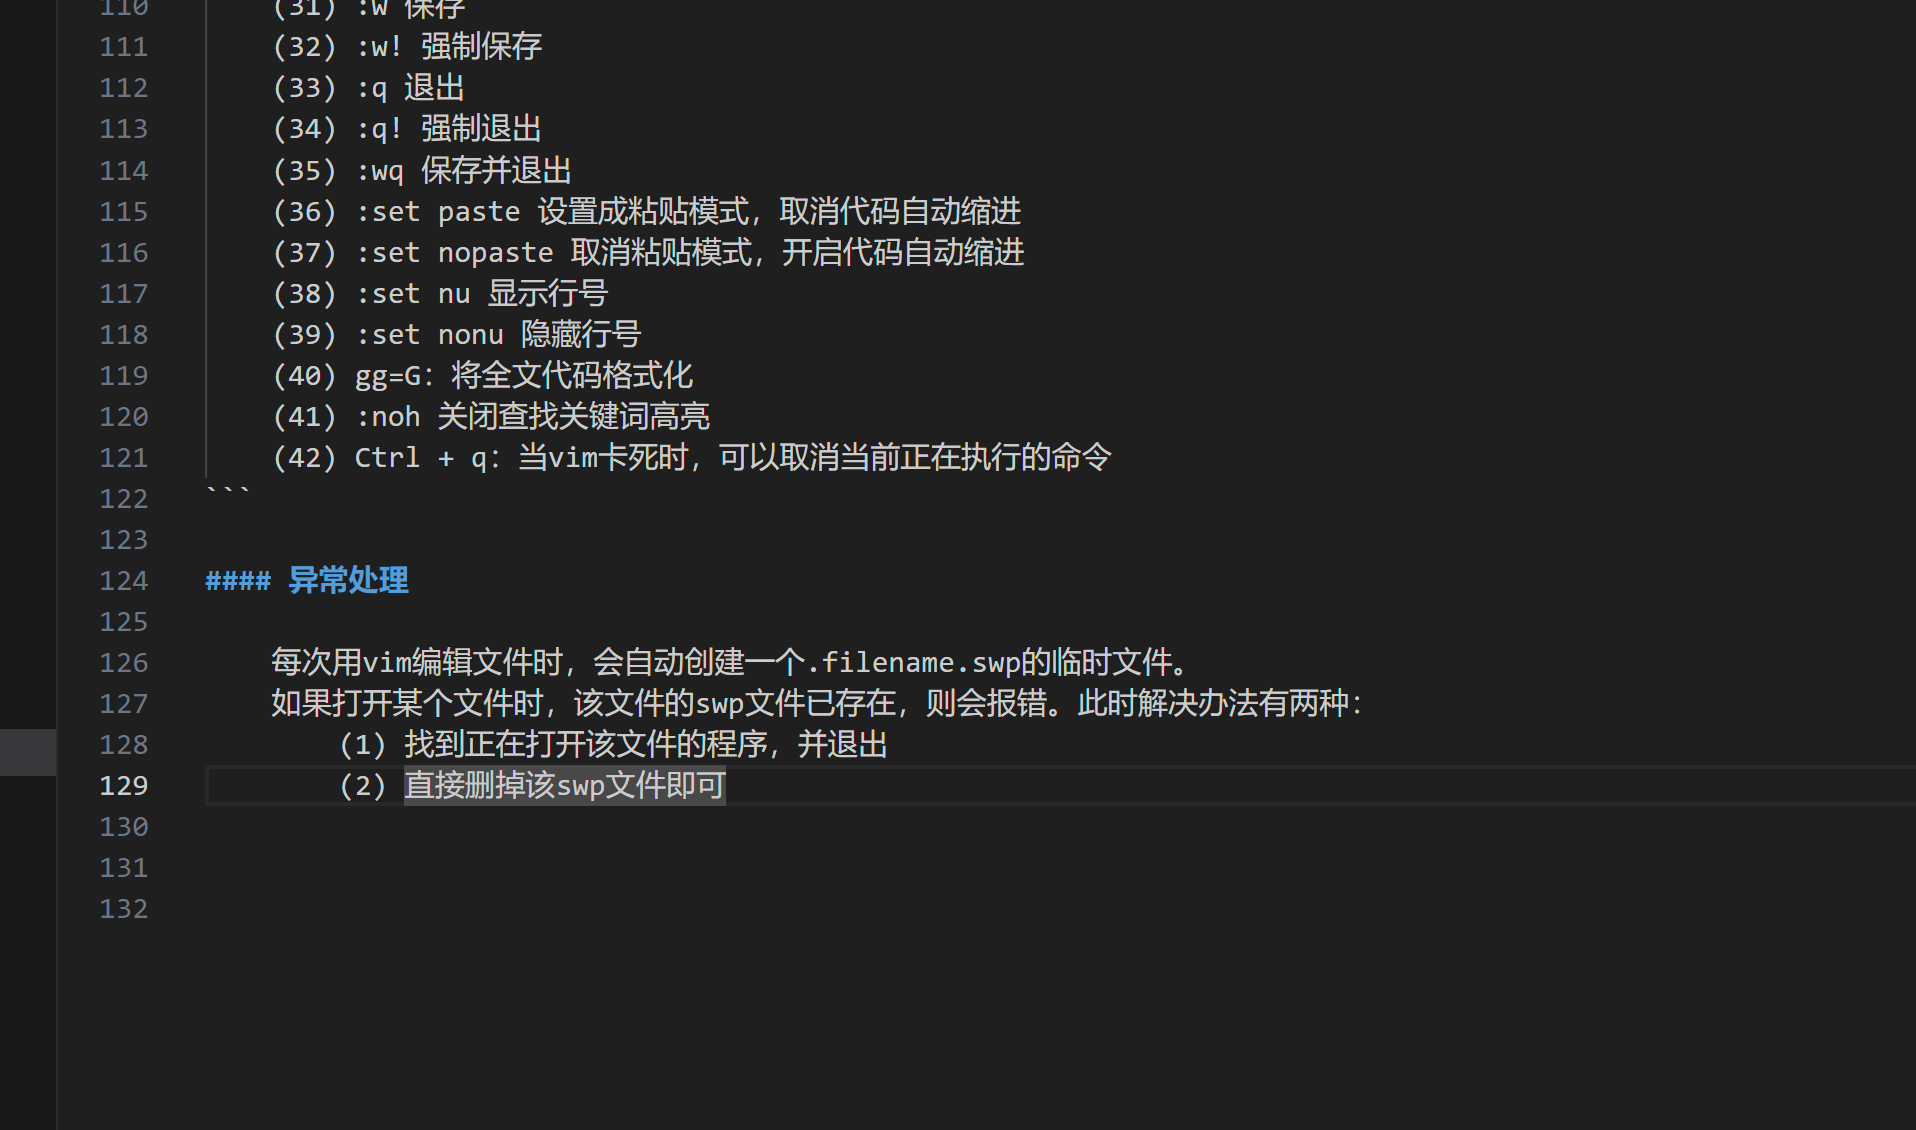 110 (31) :w 保存
111 (32) :w! 强制保存
112 (33) :q 退出
113 (34) :q! 强制退出
114 (35) :wq 保存并退出
115 (36) :set paste 设置成粘贴模式，取消代码自动缩进
116 (37) :set nopaste 取消粘贴模式，开启代码自动缩进
117 (38) :set nu 显示行号
118 (39) :set nonu 隐藏行号
119 (40) gg=G：将全文代码格式化
120 (41) :noh 关闭查找关键词高亮
121 (42) Ctrl + q：当vim卡死时，可以取消当前正在执行的命令
122 ```
123
124 #### 异常处理
125
126 每次用vim编辑文件时，会自动创建一个.filename.swp的临时文件。
127 如果打开某个文件时，该文件的swp文件已存在，则会报错。此时解决办法有两种：
128 (1) 找到正在打开该文件的程序，并退出
129 (2) 直接删掉该swp文件即可
130
131
132